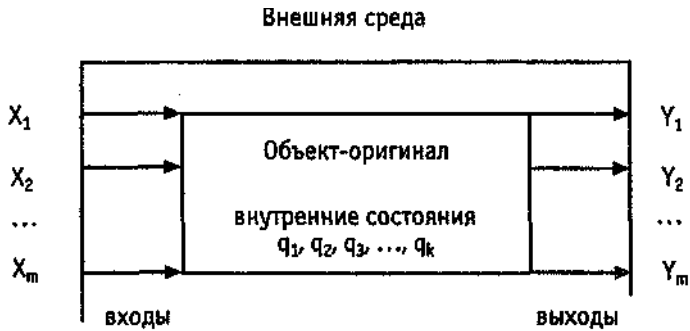 Внешняя среда
X₁ Y₁
Объект-оригинал
X₂ Y₂
... ...
внутренние состояния
q₁, q₂, q₃, ..., qₖ
Xₘ Yₘ
входы выходы